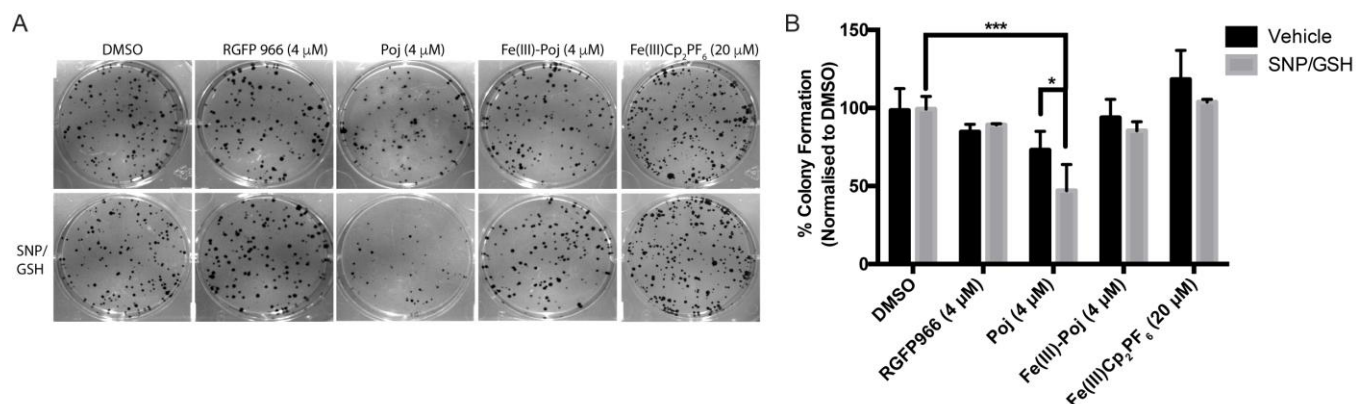 A
DMSO
RGFP 966 (4 μM)
Poj (4 μM)
Fe(III)-Poj (4 μM)
Fe(III)Cp₂PF₆ (20 μM)
SNP/
GSH
B
% Colony Formation
(Normalised to DMSO)
150
100
50
0
***
*
Vehicle
SNP/GSH
DMSO
RGFP966 (4 μM)
Poj (4 μM)
Fe(III)-Poj (4 μM)
Fe(III)Cp₂PF₆ (20 μM)